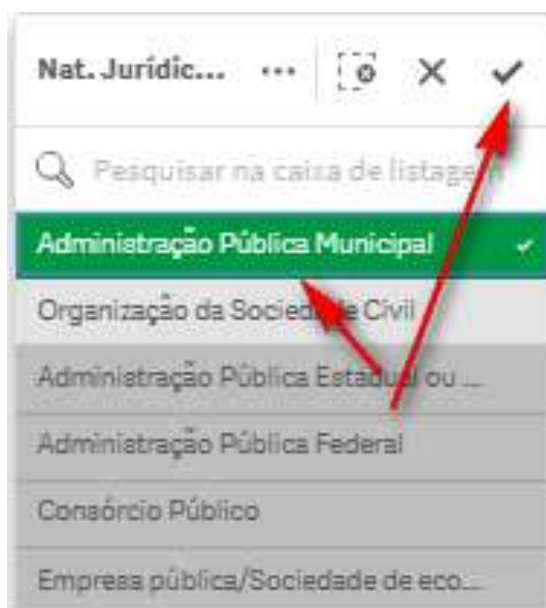 Nat. Jurídic... ...
Pesquisar na caixa de listagem
Administração Pública Municipal
Organização da Sociedade Civil
Administração Pública Estadual ou ...
Administração Pública Federal
Consórcio Público
Empresa pública/Sociedade de eco...